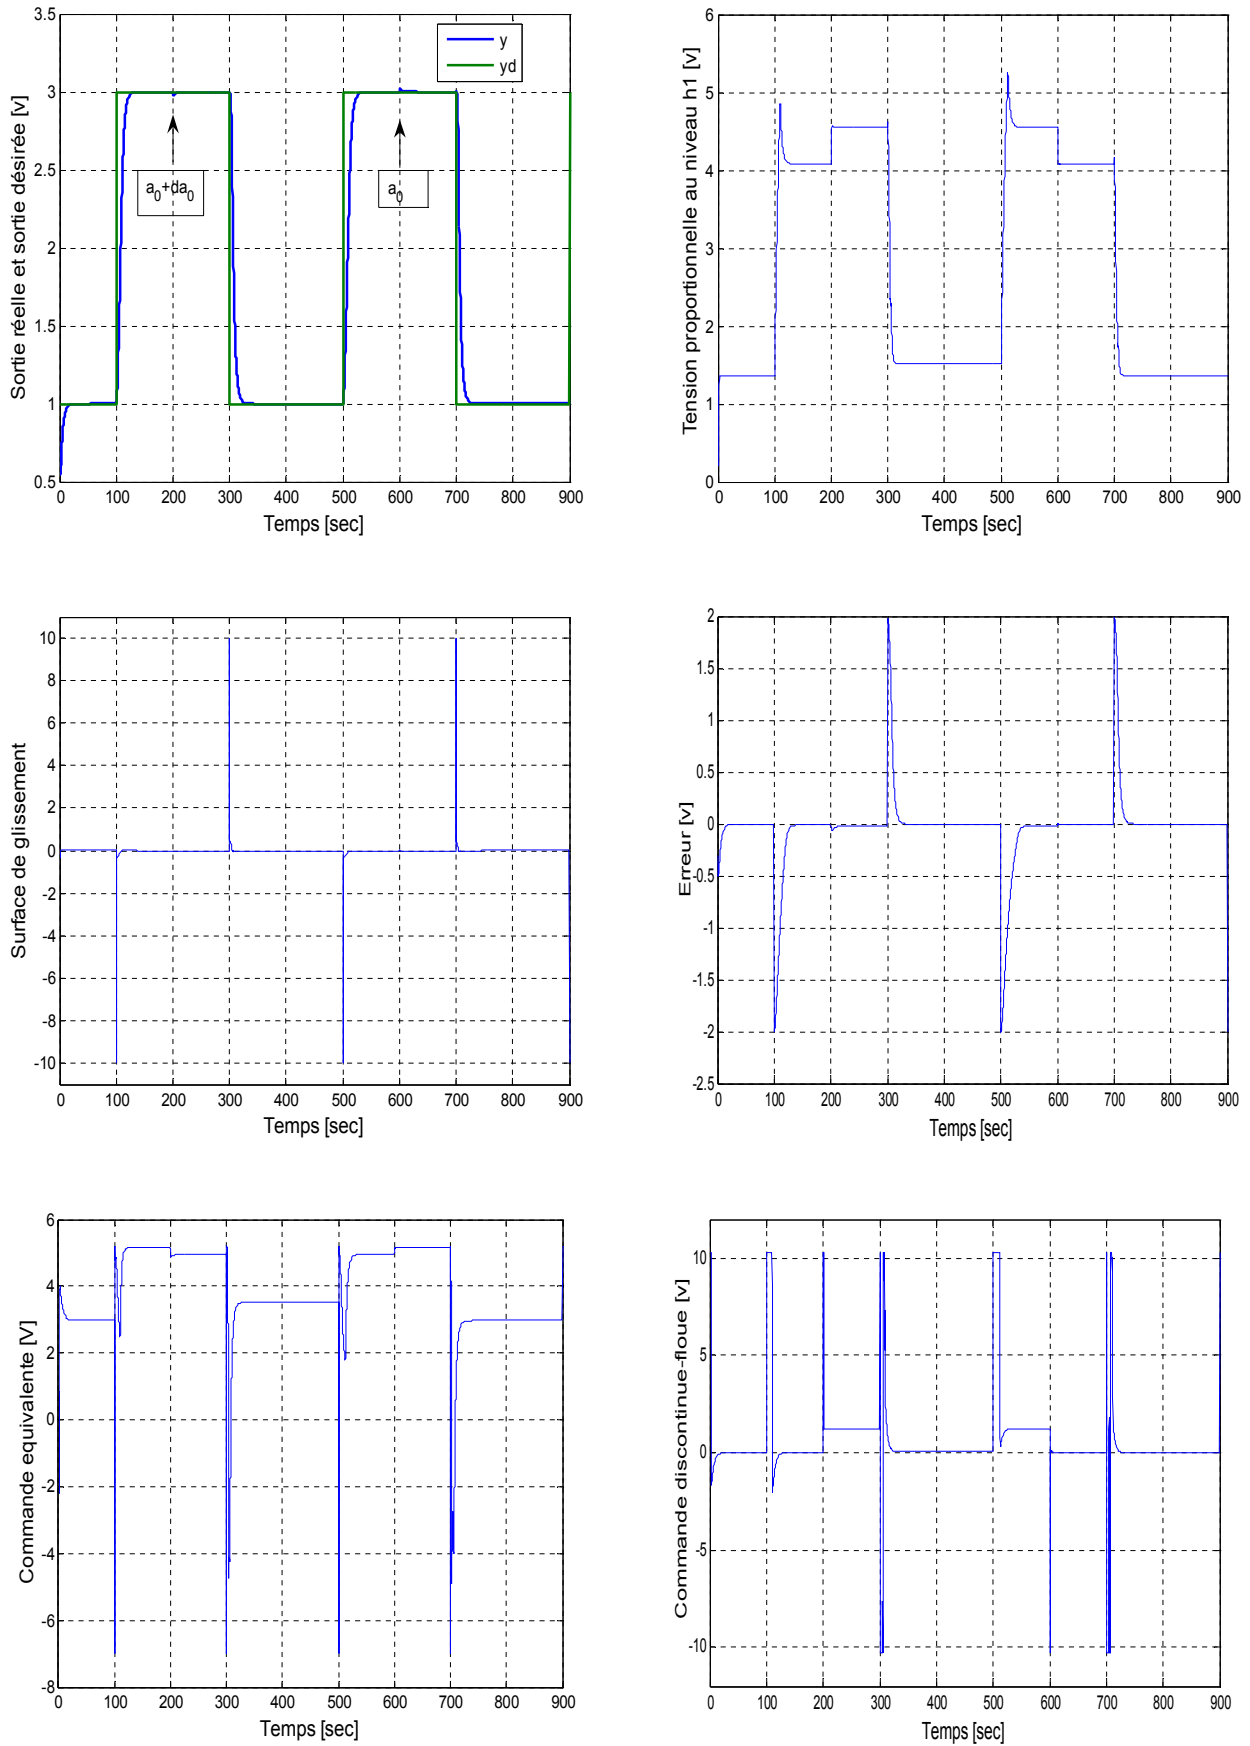 3.5
3
2.5
2
1.5
1
0.5
0 100 200 300 400 500 600 700 800 900
Sortie réelle et sortie désirée [v]
Temps [sec]
y
yd
a0+da0
a0
6
5
4
3
2
1
0
0 100 200 300 400 500 600 700 800 900
Tension proportionnelle au niveau h1 [v]
Temps [sec]
10
8
6
4
2
0
-2
-4
-6
-8
-10
0 100 200 300 400 500 600 700 800 900
Surface de glissement
Temps [sec]
2
1.5
1
0.5
0
-0.5
-1
-1.5
-2
-2.5
0 100 200 300 400 500 600 700 800 900
Erreur [v]
Temps [sec]
6
4
2
0
-2
-4
-6
-8
0 100 200 300 400 500 600 700 800 900
Commande equivalente [V]
Temps [sec]
10
5
0
-5
-10
0 100 200 300 400 500 600 700 800 900
Commande discontinue-floue [v]
Temps [sec]